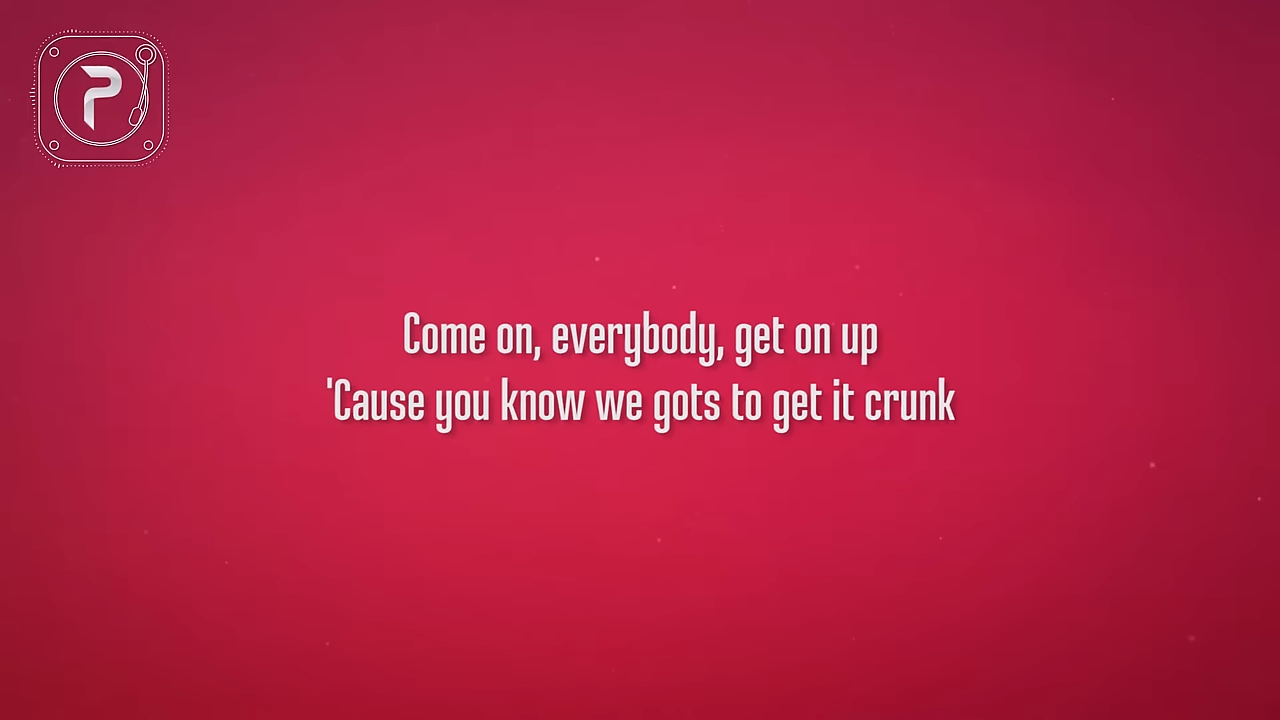 P
Come on, everybody, get on up
'Cause you know we gots to get it crunk